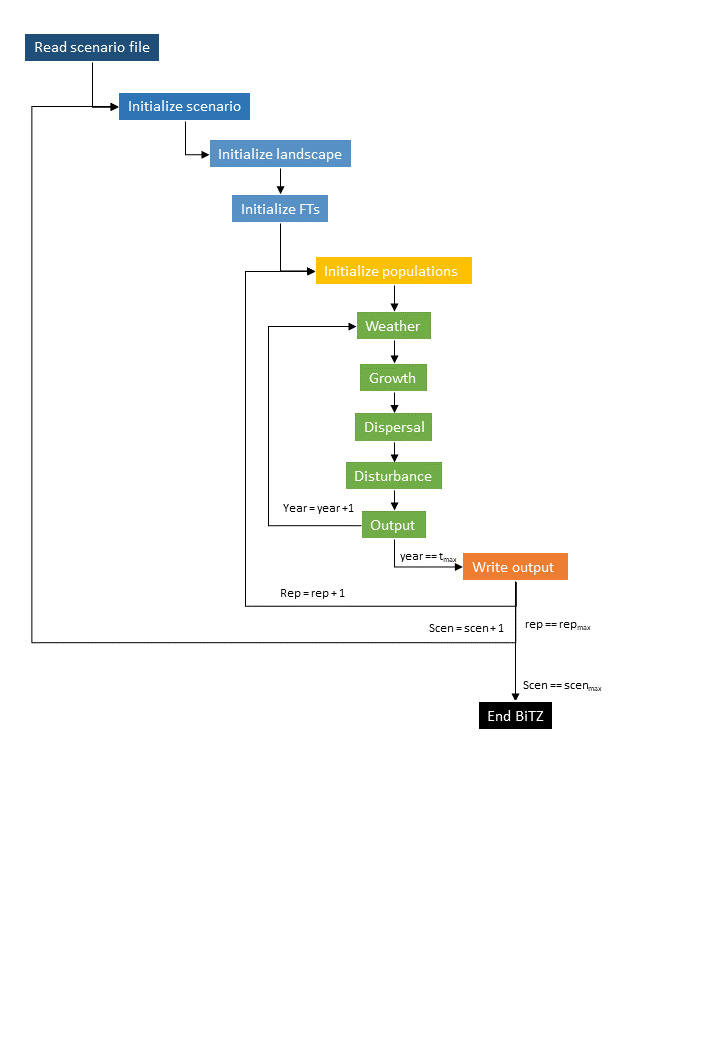 Read scenario file
Initialize scenario
Initialize landscape
Initialize FTs
Initialize populations
Weather
Growth
Dispersal
Disturbance
Year = year +1
Output
year == tmax
Write output
Rep = rep + 1
Scen = scen + 1
rep == repmax
Scen == scenmax
End BiTZ